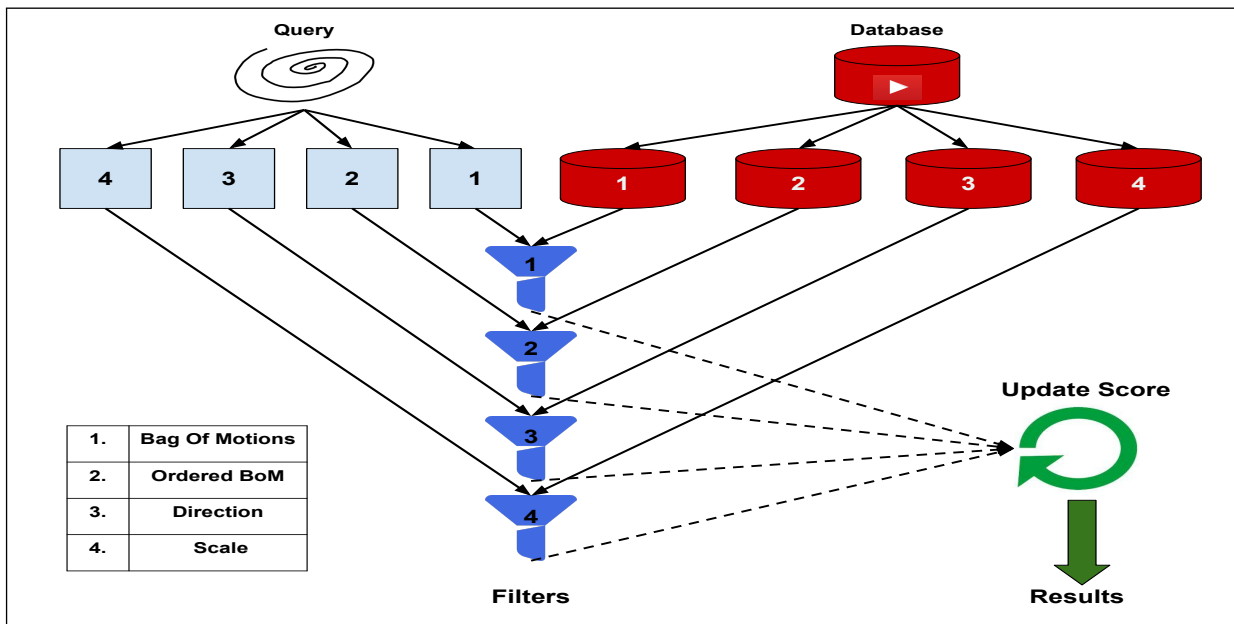 Query
Database
4
3
2
1
1
2
3
4
1
2
3
4
Update Score
1. Bag Of Motions
2. Ordered BoM
3. Direction
4. Scale
Filters
Results